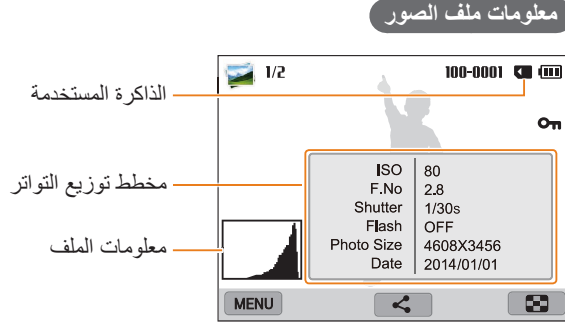 معلومات ملف الصور
1/2 100-0001
الذاكرة المستخدمة
مخطط توزيع التواتر
معلومات الملف
ISO 80
F.No 2.8
Shutter 1/30s
Flash OFF
Photo Size 4608X3456
Date 2014/01/01
MENU